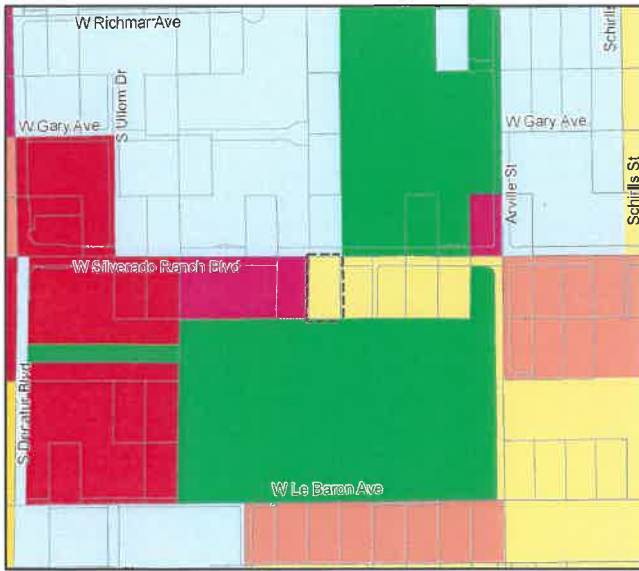 W Richmar Ave
Schirlls
S Ullom Dr
W Gary Ave
W Gary Ave
Arville St
Schirlls St
W Silverado Ranch Blvd
S Decatur Blvd
W Le Baron Ave